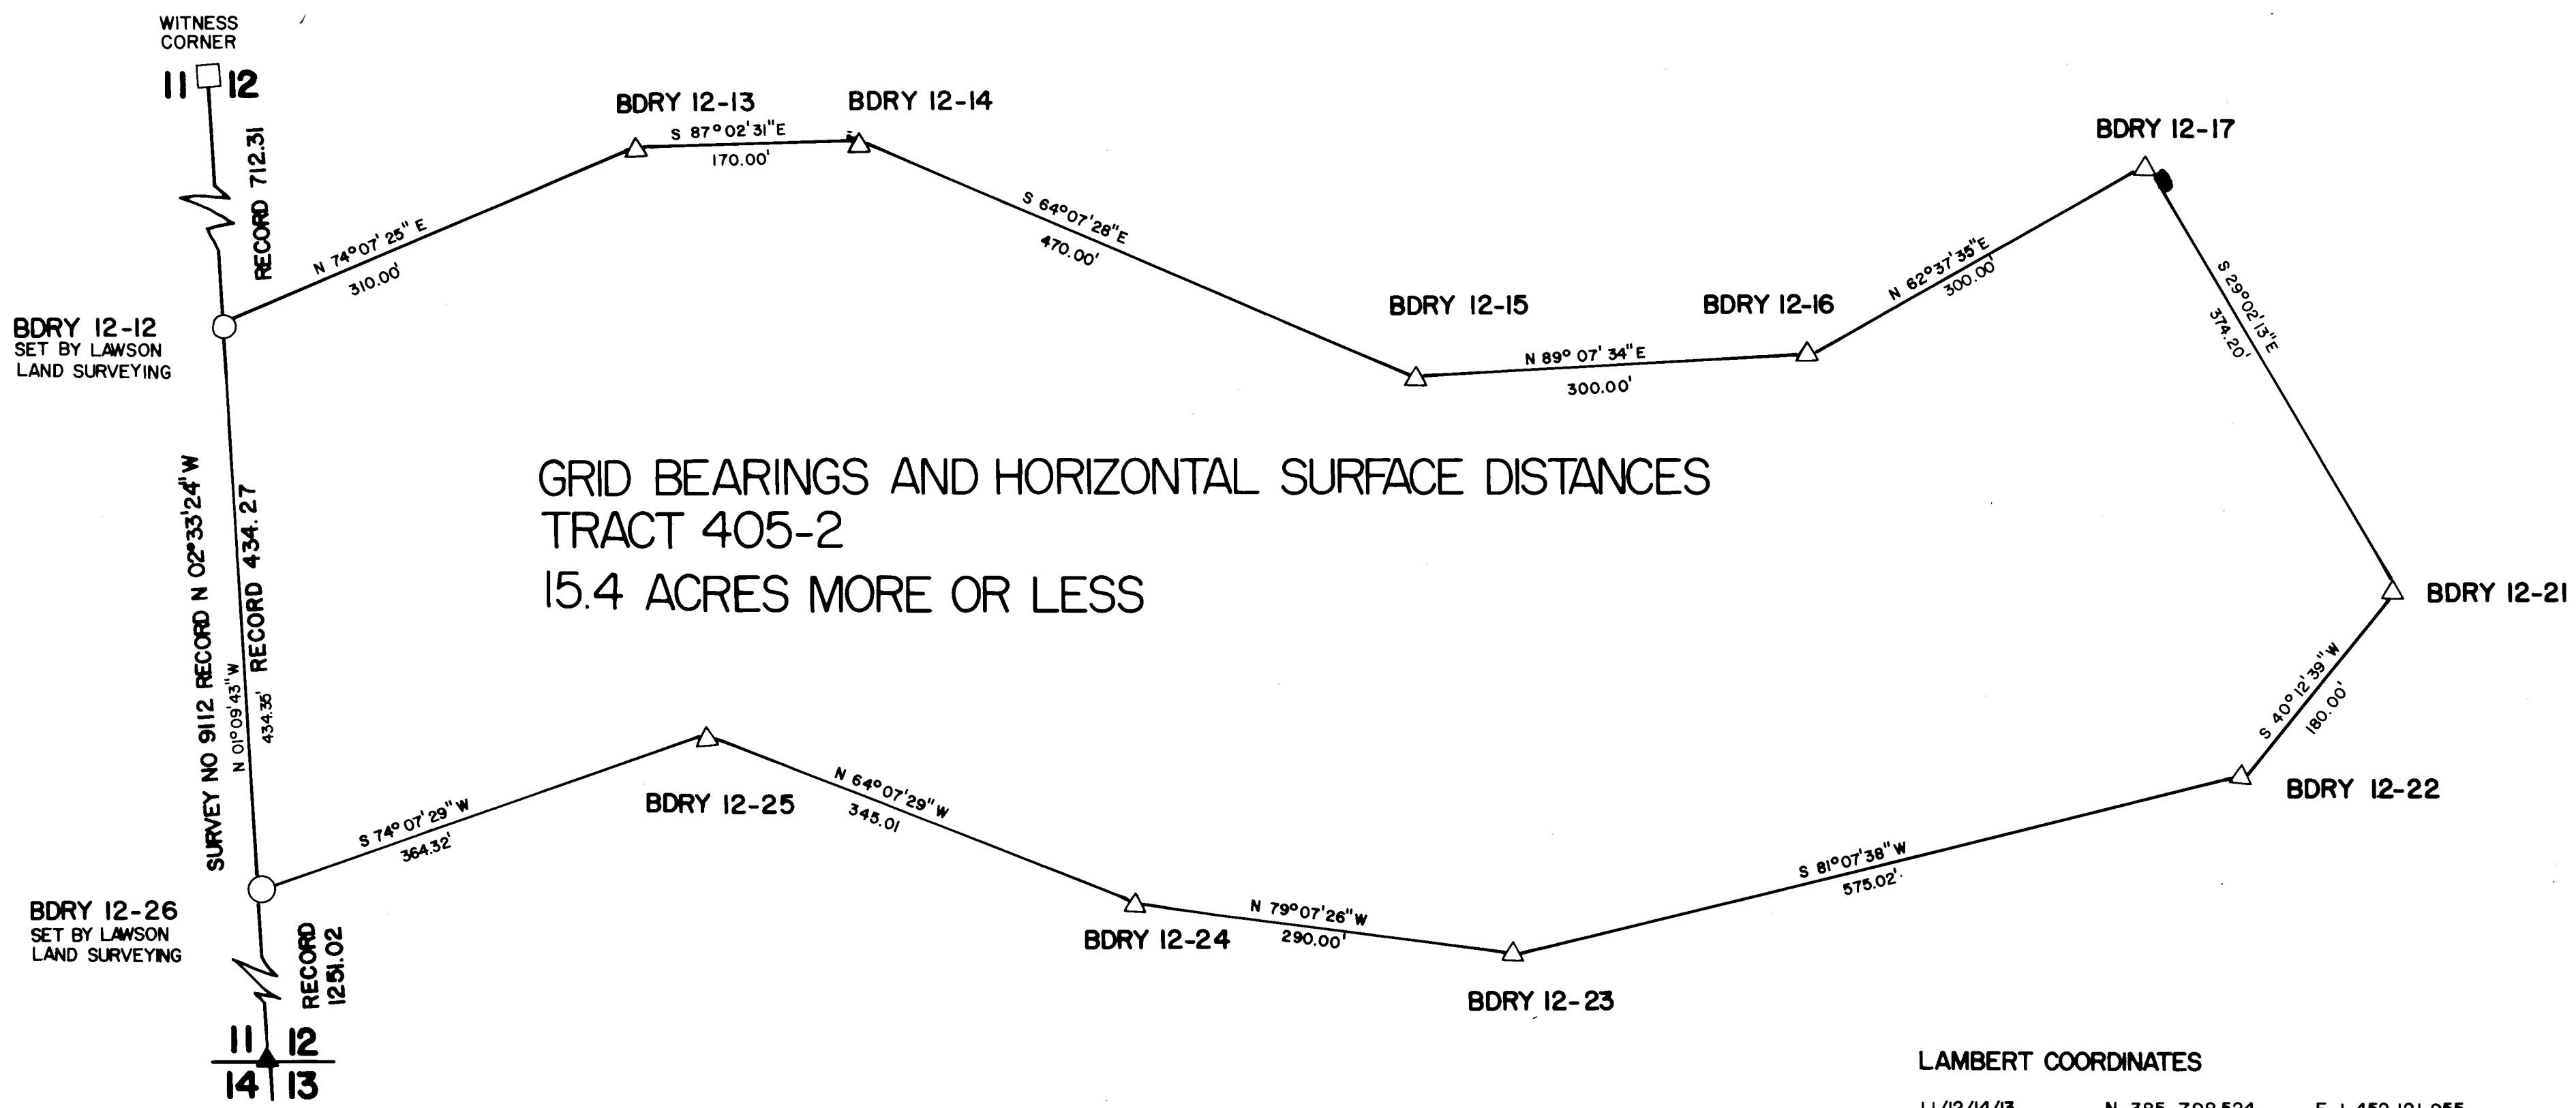 WITNESS
CORNER
11 12
RECORD 712.31
BDRY 12-13
BDRY 12-14
S 87° 02' 31" E
170.00'
BDRY 12-17
N 74° 07' 25" E
310.00'
S 64° 07' 28" E
470.00'
BDRY 12-15
BDRY 12-16
N 62° 37' 35" E
300.00'
S 29° 02' 13" E
374.20'
BDRY 12-12
SET BY LAWSON
LAND SURVEYING
N 89° 07' 34" E
300.00'
GRID BEARINGS AND HORIZONTAL SURFACE DISTANCES
TRACT 405-2
15.4 ACRES MORE OR LESS
SURVEY NO 9112 RECORD N 02° 33' 24" W
RECORD 434.27
N 01° 09' 43" W
434.35'
BDRY 12-21
S 40° 12' 39" W
180.00'
BDRY 12-22
BDRY 12-25
S 74° 07' 29" W
364.32'
N 64° 07' 29" W
345.01
S 81° 07' 38" W
575.02'
BDRY 12-26
SET BY LAWSON
LAND SURVEYING
BDRY 12-24
N 79° 07' 26" W
290.00'
BDRY 12-23
RECORD
1251.02
11 12
14 13
LAMBERT COORDINATES